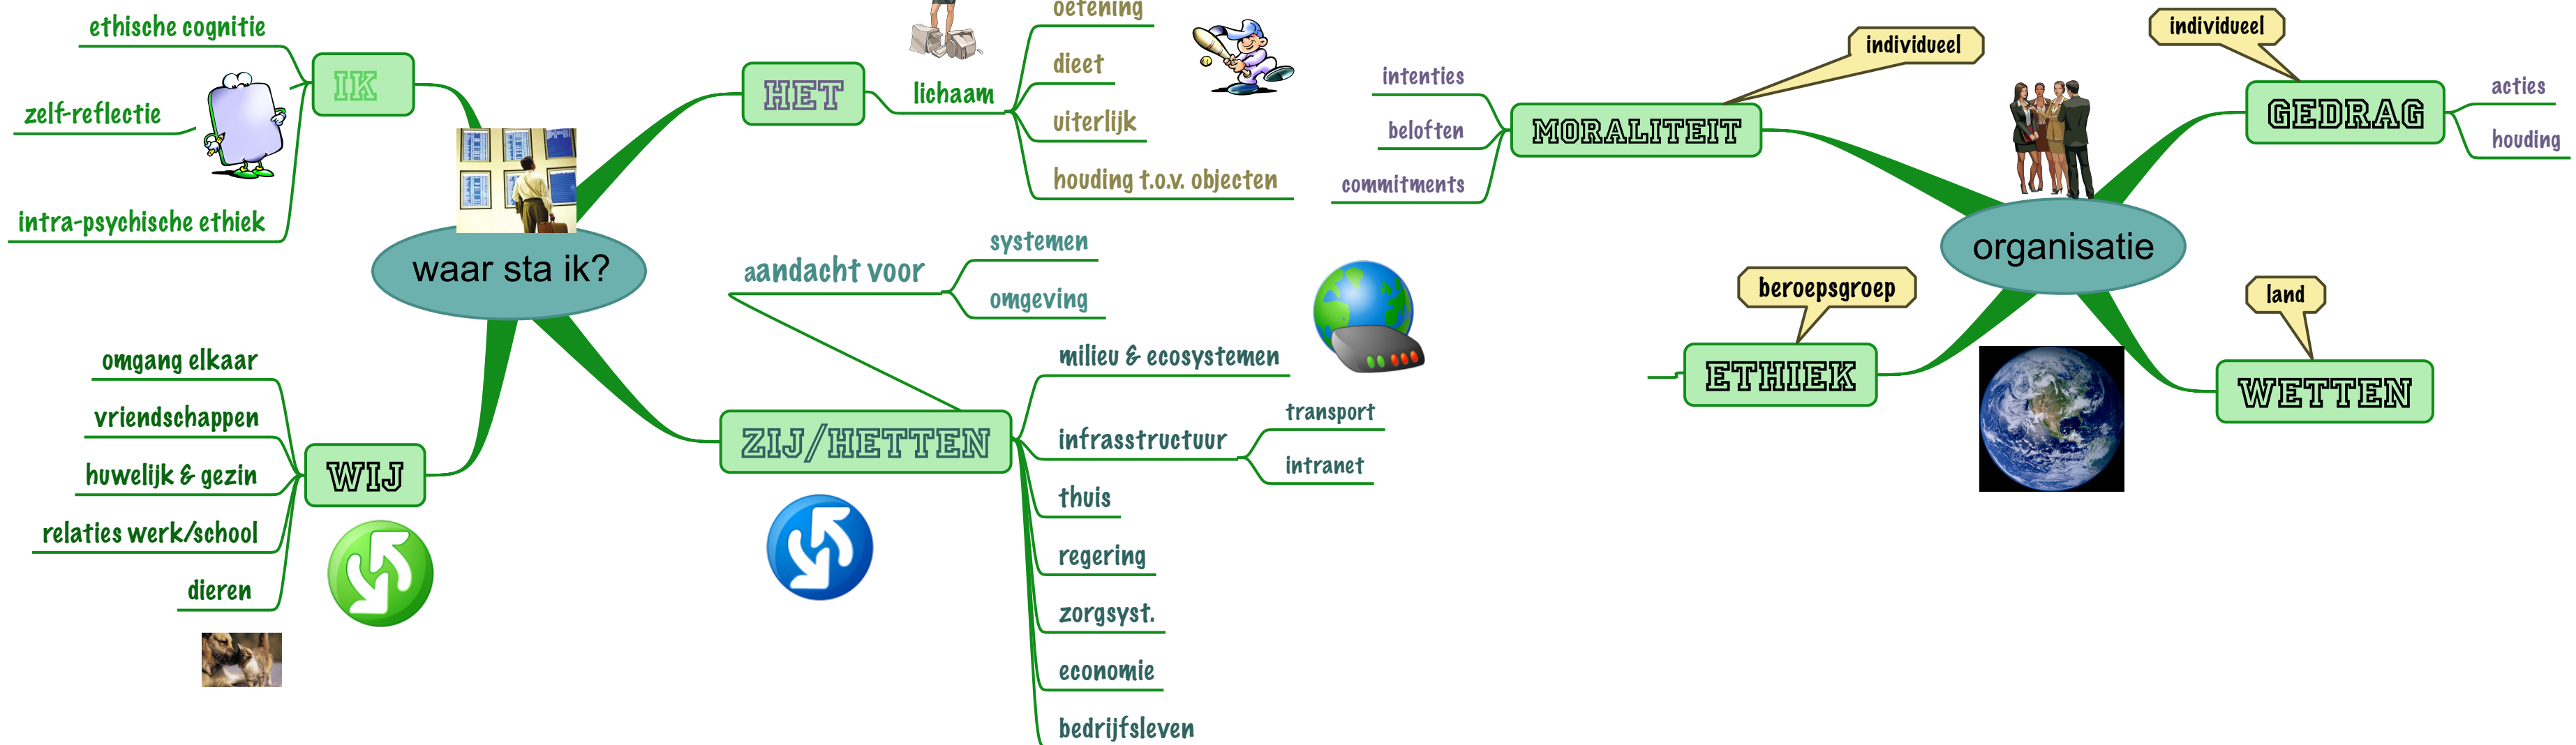 ethische cognitie
zelf-reflectie
intra-psychische ethiek
IK
HET
lichaam
oefening
dieet
uiterlijk
houding t.o.v. objecten
waar sta ik?
aandacht voor
systemen
omgeving
WIJ
omgang elkaar
vriendschappen
huwelijk & gezin
relaties werk/school
dieren
ZIJ/HETTEN
milieu & ecosystemen
infrasstructuur
transport
intranet
thuis
regering
zorgsyst.
economie
bedrijfsleven
individueel
MORALITEIT
intenties
beloften
commitments
individueel
GEDRAG
acties
houding
organisatie
beroepsgroep
ETHIEK
land
WETTEN